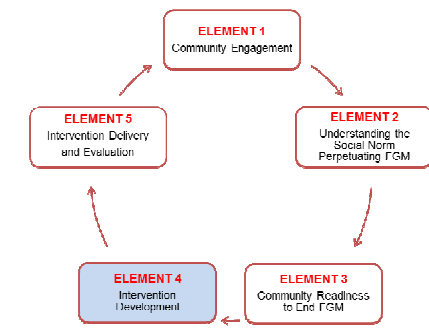 ELEMENT 1
Community Engagement
ELEMENT 2
Understanding the
Social Norm
Perpetuating FGM
ELEMENT 3
Community Readiness
to End FGM
ELEMENT 4
Intervention
Development
ELEMENT 5
Intervention Delivery
and Evaluation